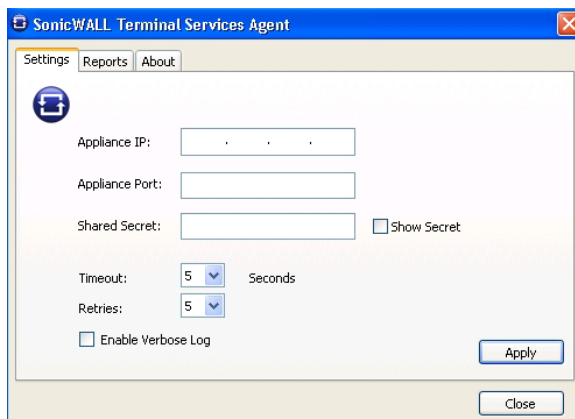 SonicWALL Terminal Services Agent
Settings Reports About
Appliance IP: . . .
Appliance Port:
Shared Secret: Show Secret
Timeout: 5 Seconds
Retries: 5
Enable Verbose Log
Apply
Close